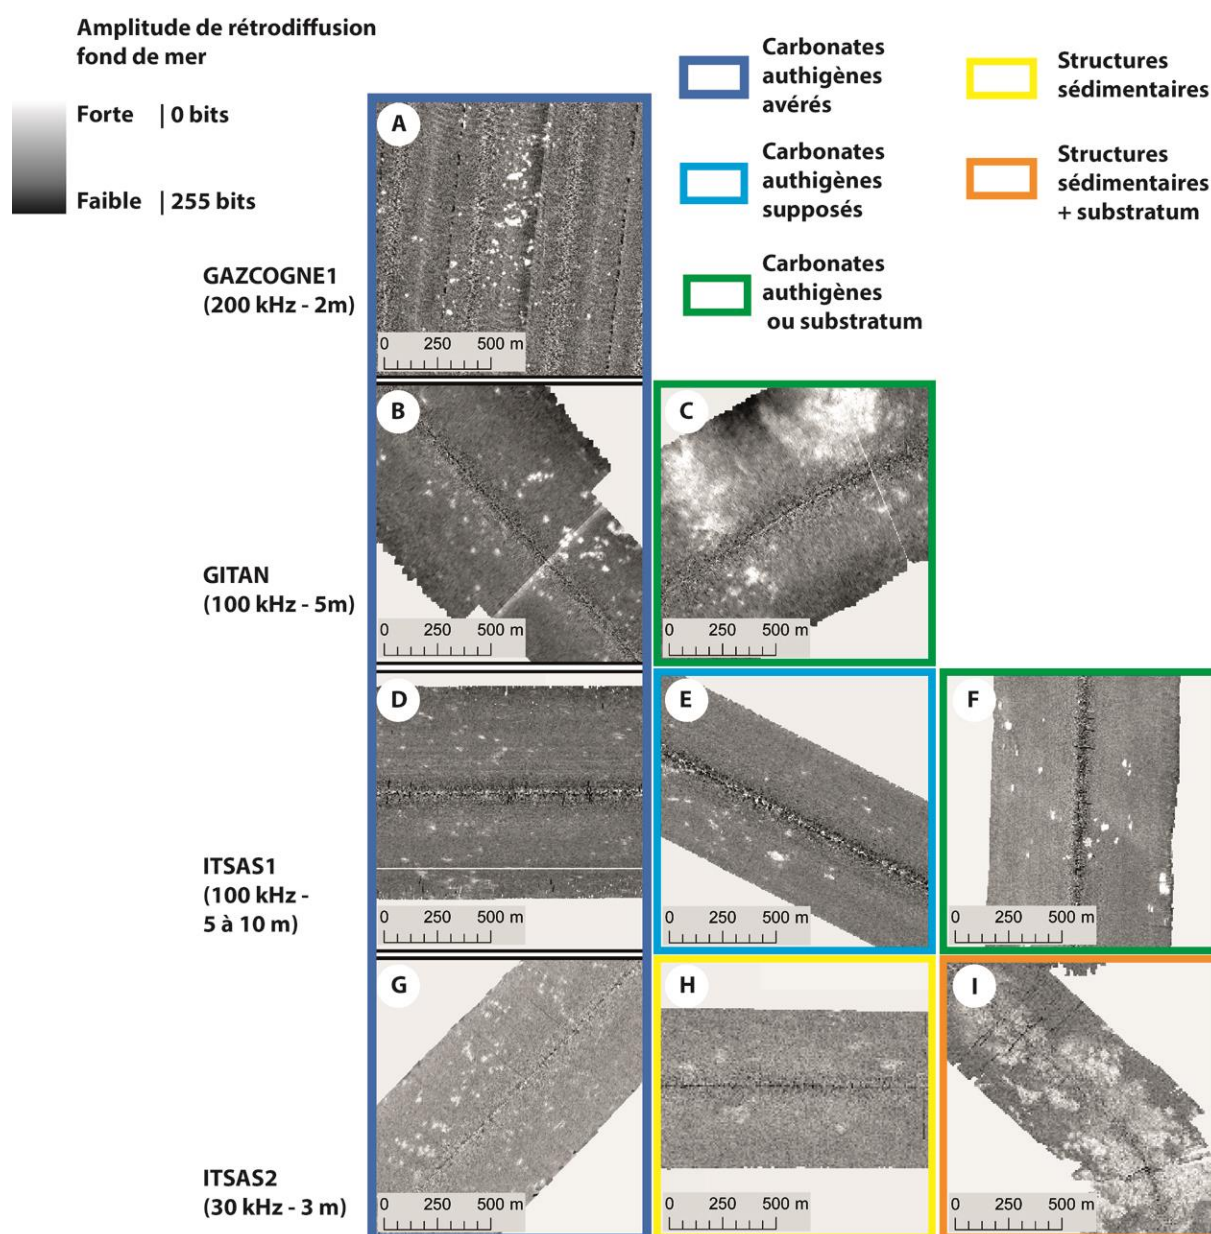 Amplitude de rétrodiffusion
fond de mer
Forte | 0 bits
Faible | 255 bits
Carbonates
authigènes
avérés
Structures
sédimentaires
Carbonates
authigènes
supposés
Structures
sédimentaires
+ substratum
Carbonates
authigènes
ou substratum
GAZCOGNE1
(200 kHz - 2m)
A
0 250 500 m
GITAN
(100 kHz - 5m)
B
0 250 500 m
C
0 250 500 m
ITSAS1
(100 kHz -
5 à 10 m)
D
0 250 500 m
E
0 250 500 m
F
0 250 500 m
ITSAS2
(30 kHz - 3 m)
G
0 250 500 m
H
0 250 500 m
I
0 250 500 m